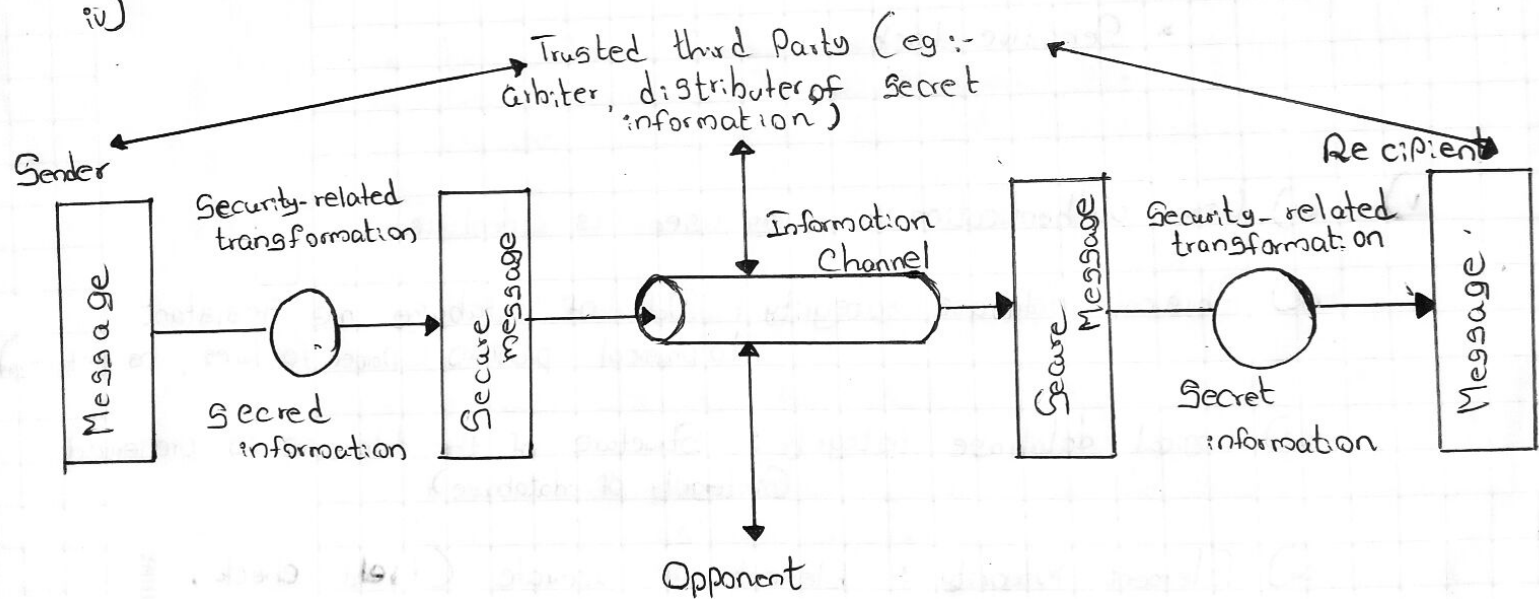 iv)
Trusted third Party (eg:-
arbiter, distributer of secret
information)
Sender
Recipient
Security-related
transformation
Information
Channel
Security-related
transformation
Message
Secure
message
Secure
Message
Message.
Secred
information
Secret
information
Opponent